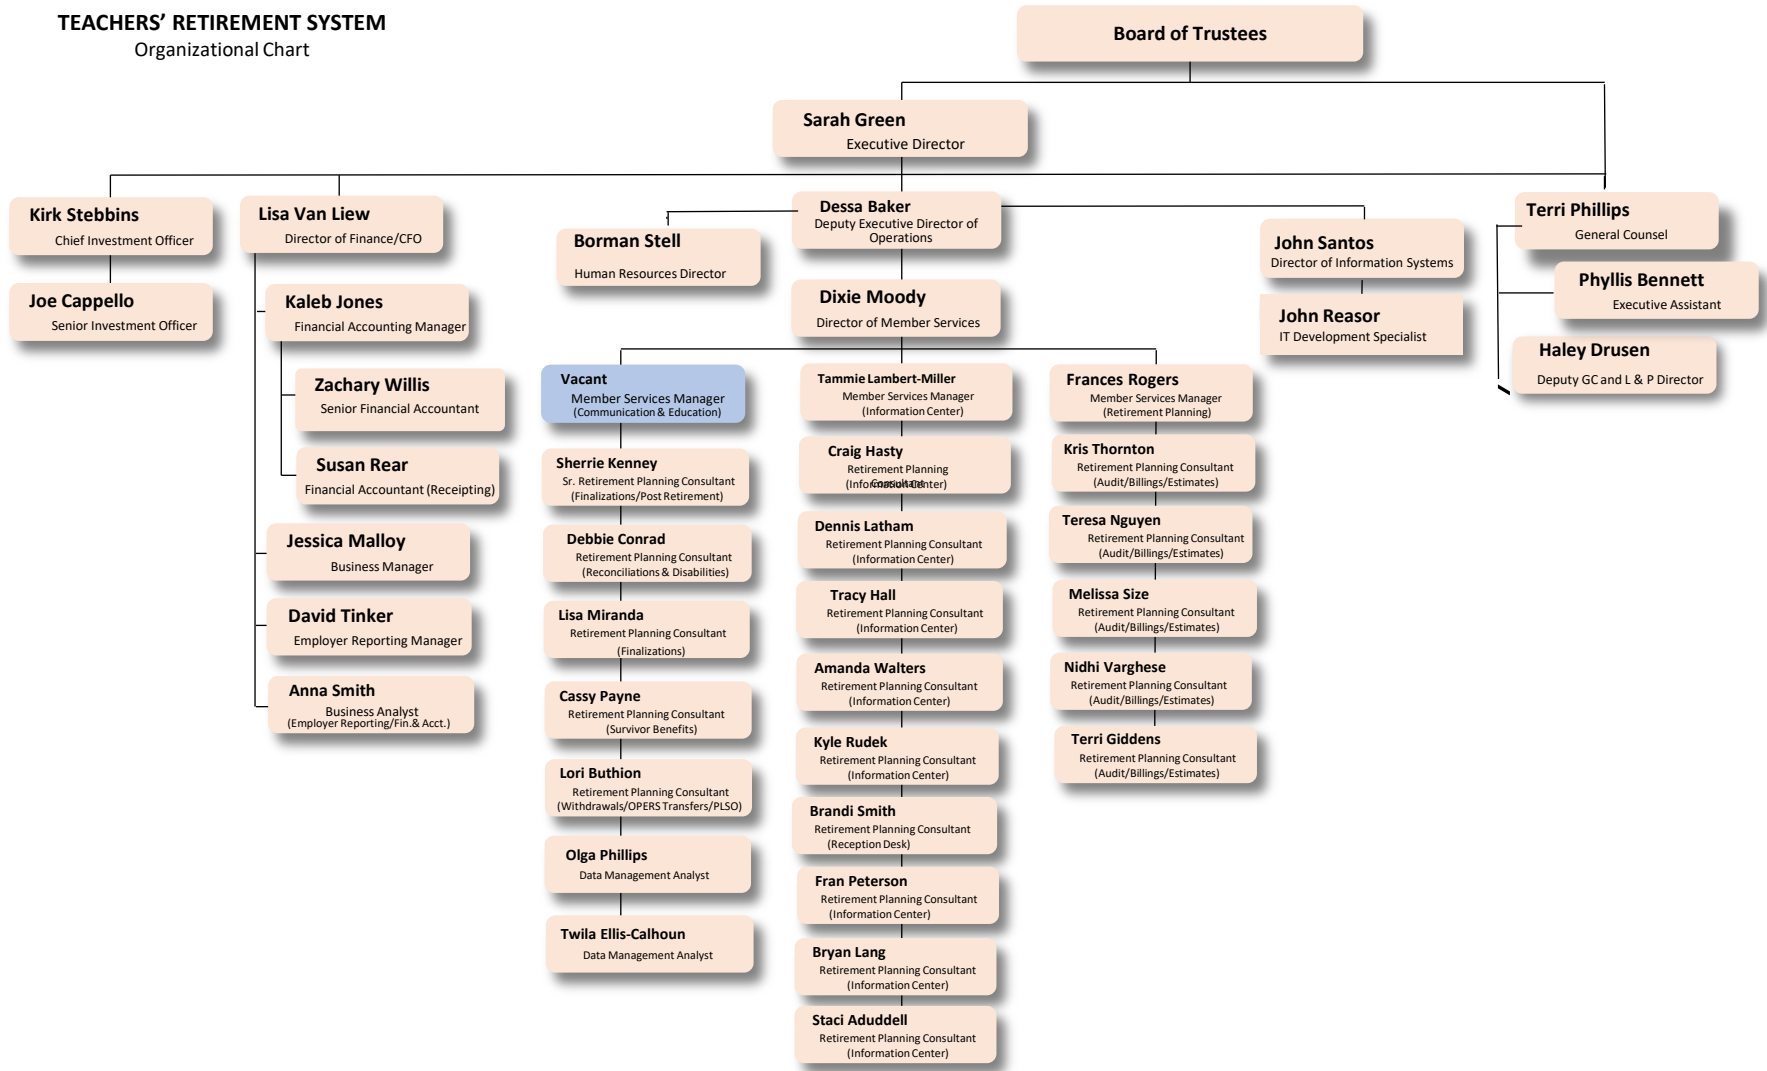 TEACHERS’ RETIREMENT SYSTEM
Organizational Chart
Board of Trustees
Sarah Green
Executive Director
Kirk Stebbins
Chief Investment Officer
Joe Cappello
Senior Investment Officer
Lisa Van Liew
Director of Finance/CFO
Kaleb Jones
Financial Accounting Manager
Zachary Willis
Senior Financial Accountant
Susan Rear
Financial Accountant (Receipting)
Jessica Malloy
Business Manager
David Tinker
Employer Reporting Manager
Anna Smith
Business Analyst
(Employer Reporting/Fin.& Acct.)
Dessa Baker
Deputy Executive Director of
Operations
Borman Stell
Human Resources Director
Dixie Moody
Director of Member Services
John Santos
Director of Information Systems
John Reasor
IT Development Specialist
Terri Phillips
General Counsel
Phyllis Bennett
Executive Assistant
Haley Drusen
Deputy GC and L & P Director
Vacant
Member Services Manager
(Communication & Education)
Sherrie Kenney
Sr. Retirement Planning Consultant
(Finalizations/Post Retirement)
Debbie Conrad
Retirement Planning Consultant
(Reconciliations & Disabilities)
Lisa Miranda
Retirement Planning Consultant
(Finalizations)
Cassy Payne
Retirement Planning Consultant
(Survivor Benefits)
Lori Buthion
Retirement Planning Consultant
(Withdrawals/OPERS Transfers/PLSO)
Olga Phillips
Data Management Analyst
Twila Ellis-Calhoun
Data Management Analyst
Tammie Lambert-Miller
Member Services Manager
(Information Center)
Craig Hasty
Retirement Planning
Consultant
(Information Center)
Dennis Latham
Retirement Planning Consultant
(Information Center)
Tracy Hall
Retirement Planning Consultant
(Information Center)
Amanda Walters
Retirement Planning Consultant
(Information Center)
Kyle Rudek
Retirement Planning Consultant
(Information Center)
Brandi Smith
Retirement Planning Consultant
(Reception Desk)
Fran Peterson
Retirement Planning Consultant
(Information Center)
Bryan Lang
Retirement Planning Consultant
(Information Center)
Staci Aduddell
Retirement Planning Consultant
(Information Center)
Frances Rogers
Member Services Manager
(Retirement Planning)
Kris Thornton
Retirement Planning Consultant
(Audit/Billings/Estimates)
Teresa Nguyen
Retirement Planning Consultant
(Audit/Billings/Estimates)
Melissa Size
Retirement Planning Consultant
(Audit/Billings/Estimates)
Nidhi Varghese
Retirement Planning Consultant
(Audit/Billings/Estimates)
Terri Giddens
Retirement Planning Consultant
(Audit/Billings/Estimates)